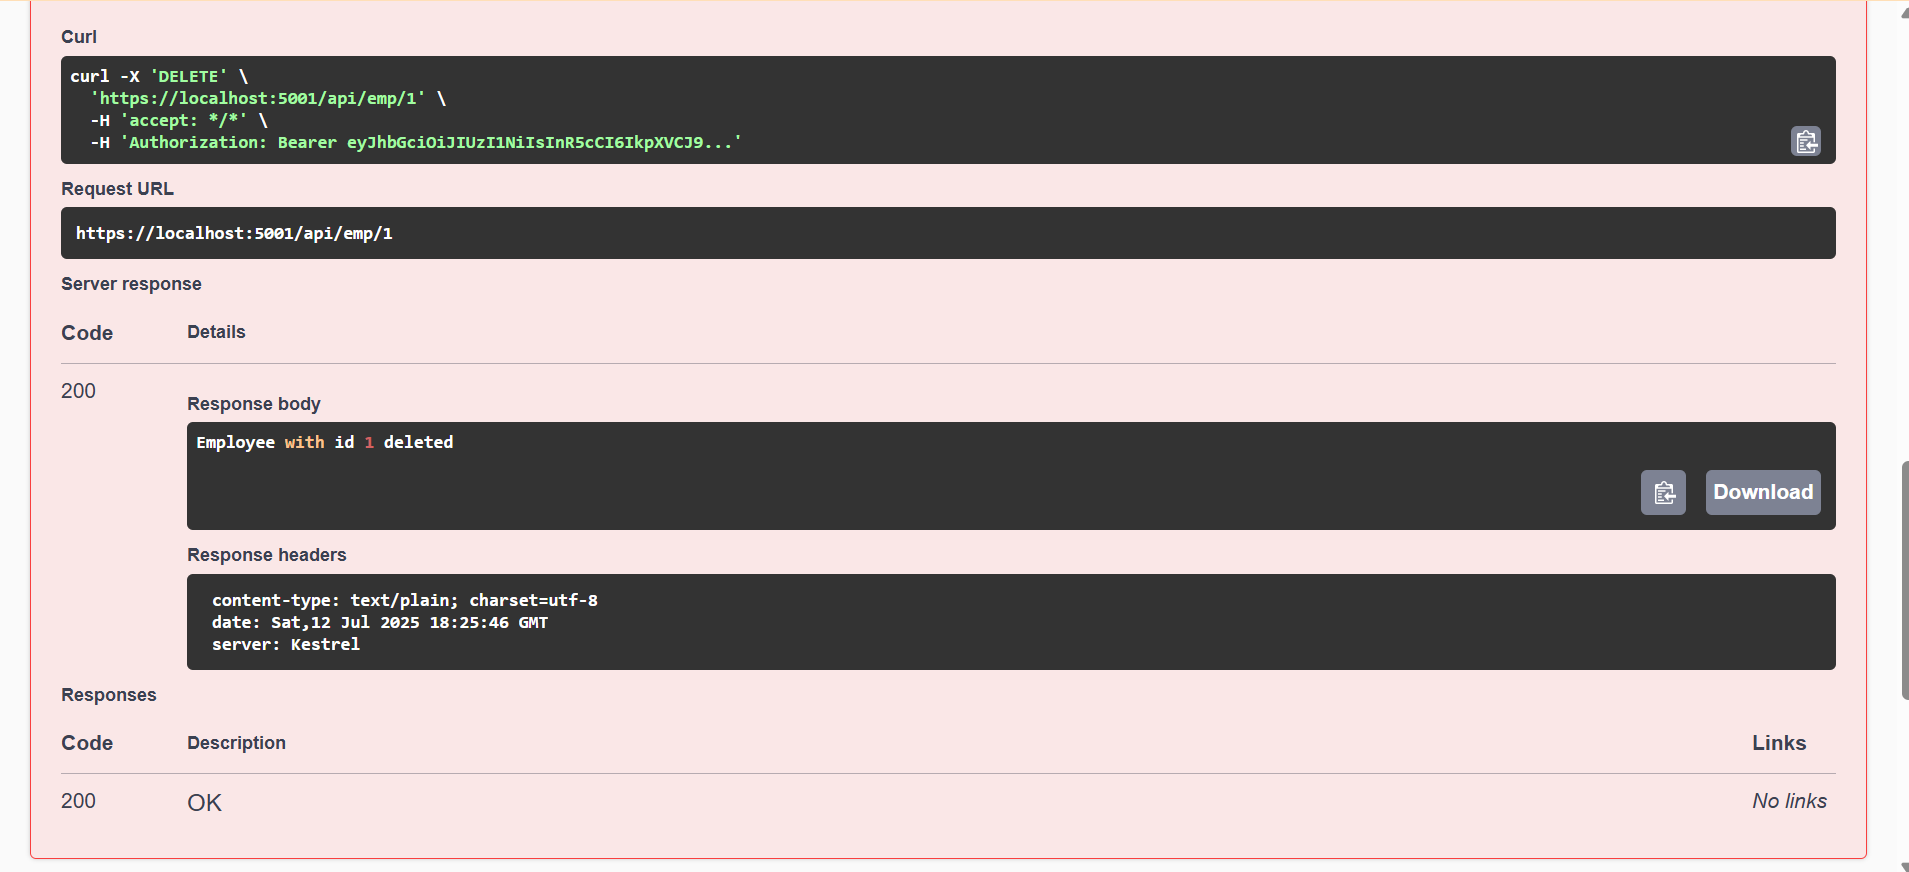 Curl
curl -X 'DELETE' \
'https://localhost:5001/api/emp/1' \
-H 'accept: */*' \
-H 'Authorization: Bearer eyJhbGciOiJIUzI1NiIsInR5cCI6IkpXVCJ9...'
Request URL
https://localhost:5001/api/emp/1
Server response
Code Details
200
Response body
Employee with id 1 deleted
Download
Response headers
content-type: text/plain; charset=utf-8
date: Sat,12 Jul 2025 18:25:46 GMT
server: Kestrel
Responses
Code Description Links
200 OK No links